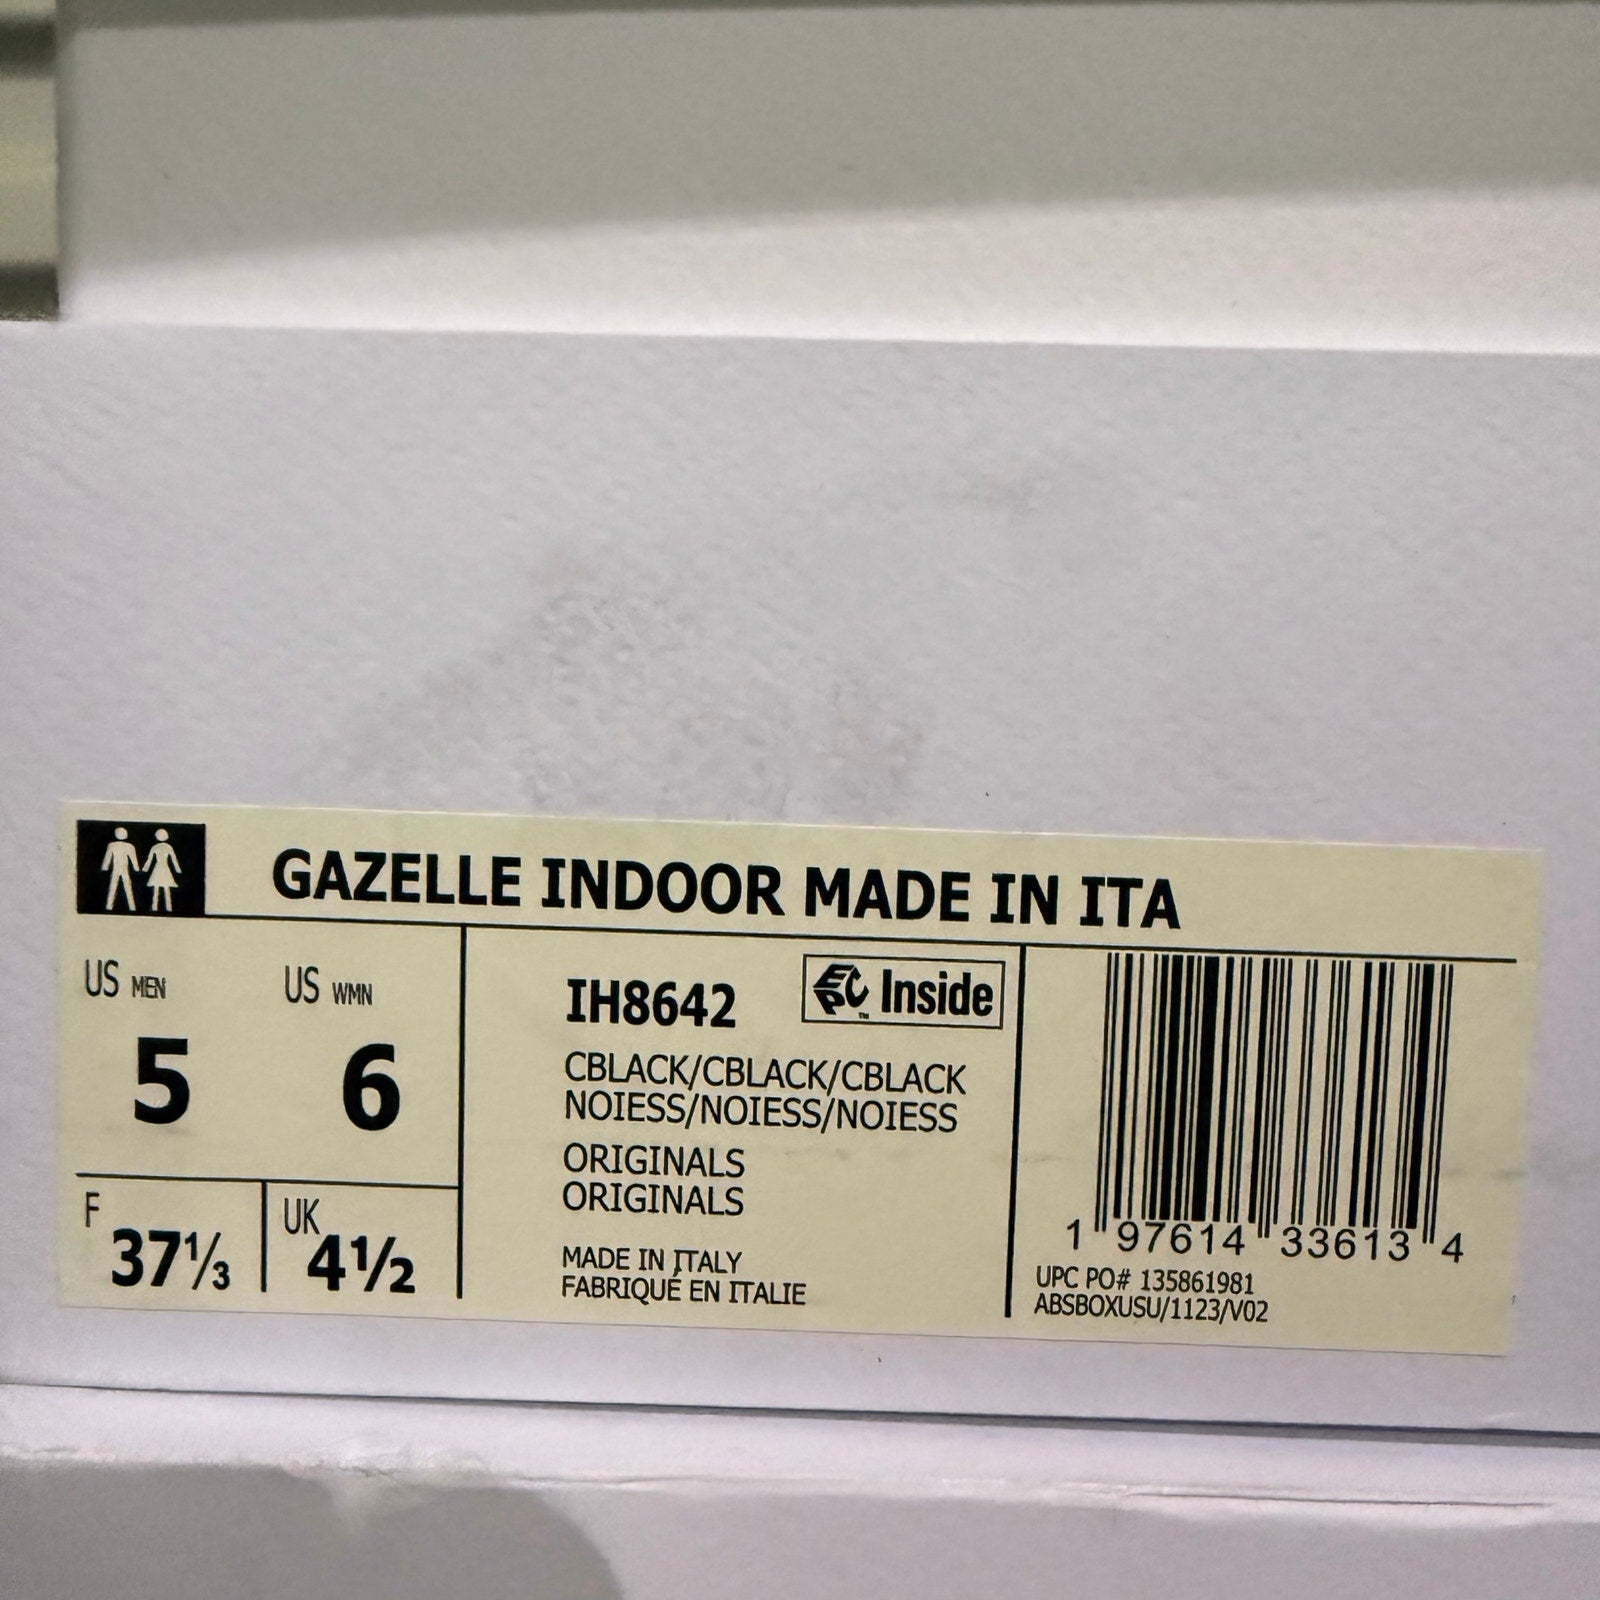 GAZELLE INDOOR MADE IN ITA
US MEN
5
US WMN
6
F
37⅓
UK
4½
IH8642
EPC™ Inside
CBLACK/CBLACK/CBLACK
NOIESS/NOIESS/NOIESS
ORIGINALS
ORIGINALS
MADE IN ITALY
FABRIQUÉ EN ITALIE
1 97614 33613 4
UPC PO# 135861981
ABSBOXUSU/1123/V02